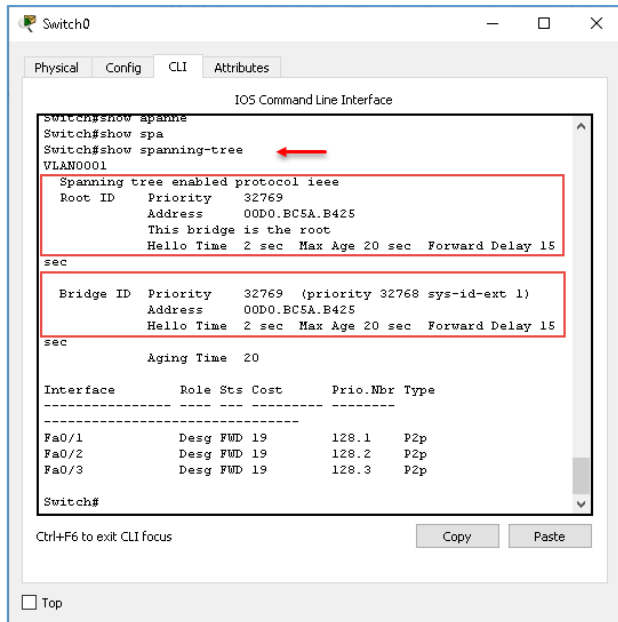 Switch0
Physical Config CLI Attributes
IOS Command Line Interface
Switch#show apanne
Switch#show spa
Switch#show spanning-tree
VLAN0001
Spanning tree enabled protocol ieee
Root ID Priority 32769
Address 00D0.BC5A.B425
This bridge is the root
Hello Time 2 sec Max Age 20 sec Forward Delay 15
sec
Bridge ID Priority 32769 (priority 32768 sys-id-ext 1)
Address 00D0.BC5A.B425
Hello Time 2 sec Max Age 20 sec Forward Delay 15
sec
Aging Time 20
Interface Role Sts Cost Prio.Nbr Type
---------------- ---- --- --------- --------
--------------------------------
Fa0/1 Desg FWD 19 128.1 P2p
Fa0/2 Desg FWD 19 128.2 P2p
Fa0/3 Desg FWD 19 128.3 P2p
Switch#
Ctrl+F6 to exit CLI focus
Copy Paste
Top